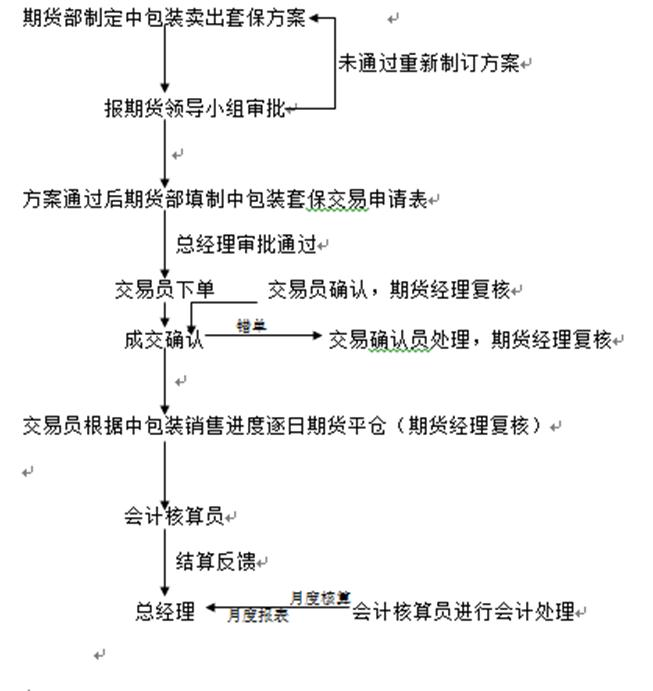 期货部制定中包装卖出套保方案
未通过重新制订方案
报期货领导小组审批
方案通过后期货部填制中包装套保交易申请表
总经理审批通过
交易员下单 交易员确认，期货经理复核
成交确认 错单 交易确认员处理，期货经理复核
交易员根据中包装销售进度逐日期货平仓（期货经理复核）
会计核算员
结算反馈
月度核算
总经理 会计核算员进行会计处理
月度报表